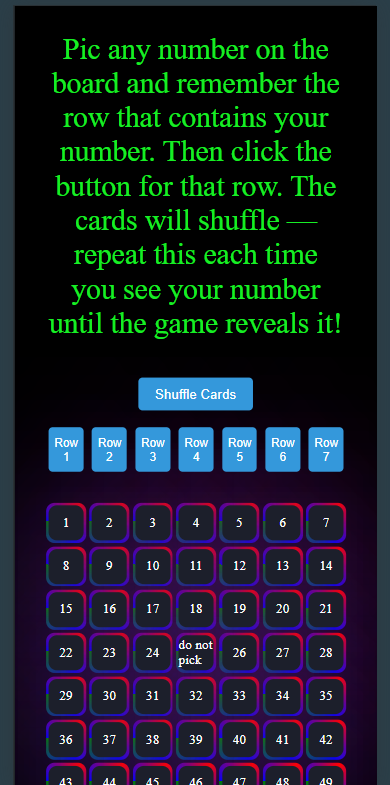 Pic any number on the
board and remember the
row that contains your
number. Then click the
button for that row. The
cards will shuffle —
repeat this each time
you see your number
until the game reveals it!
Shuffle Cards
Row 1 Row 2 Row 3 Row 4 Row 5 Row 6 Row 7
1 2 3 4 5 6 7
8 9 10 11 12 13 14
15 16 17 18 19 20 21
22 23 24 do not pick 26 27 28
29 30 31 32 33 34 35
36 37 38 39 40 41 42
43 44 45 46 47 48 49